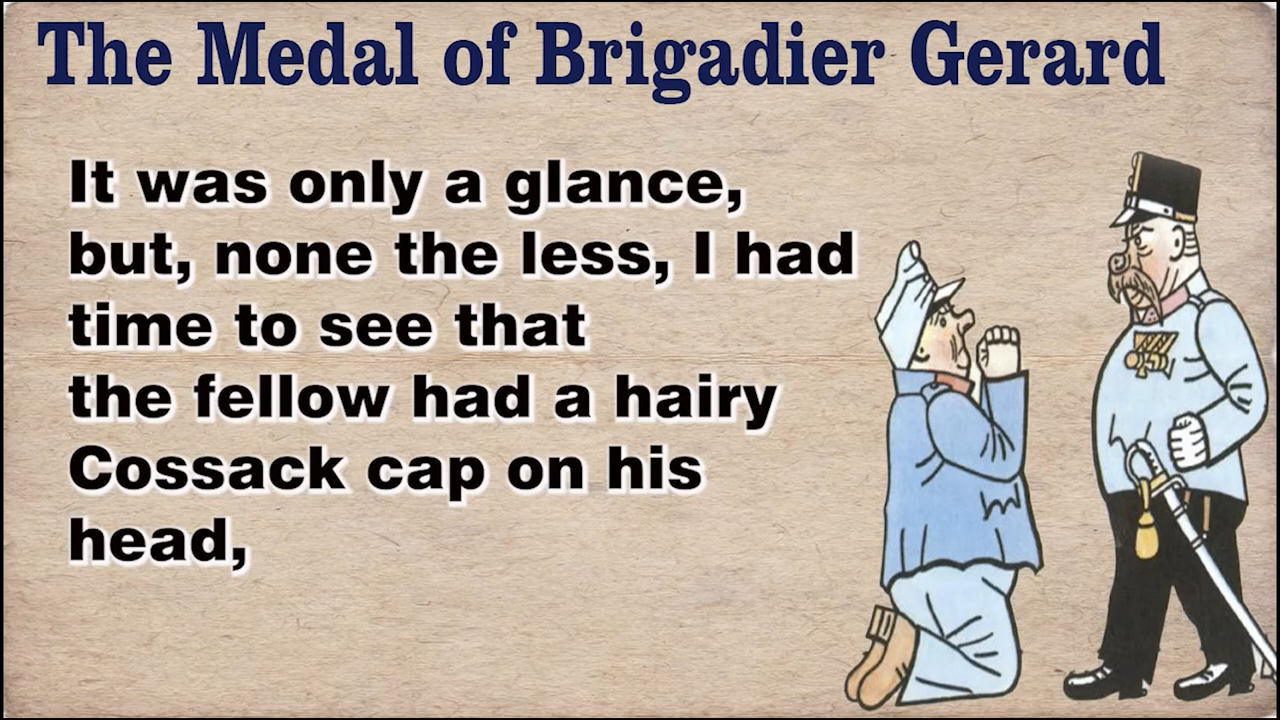 The Medal of Brigadier Gerard
It was only a glance,
but, none the less, I had
time to see that
the fellow had a hairy
Cossack cap on his
head,